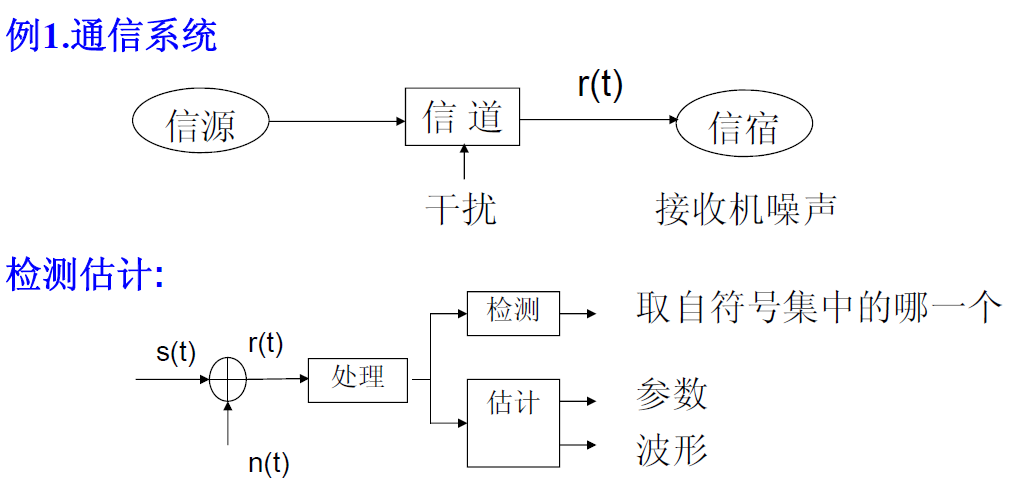 例1.通信系统
r(t)
信源
信 道
信宿
干扰
接收机噪声
检测估计:
检测
取自符号集中的哪一个
s(t)
r(t)
处理
估计
参数
波形
n(t)